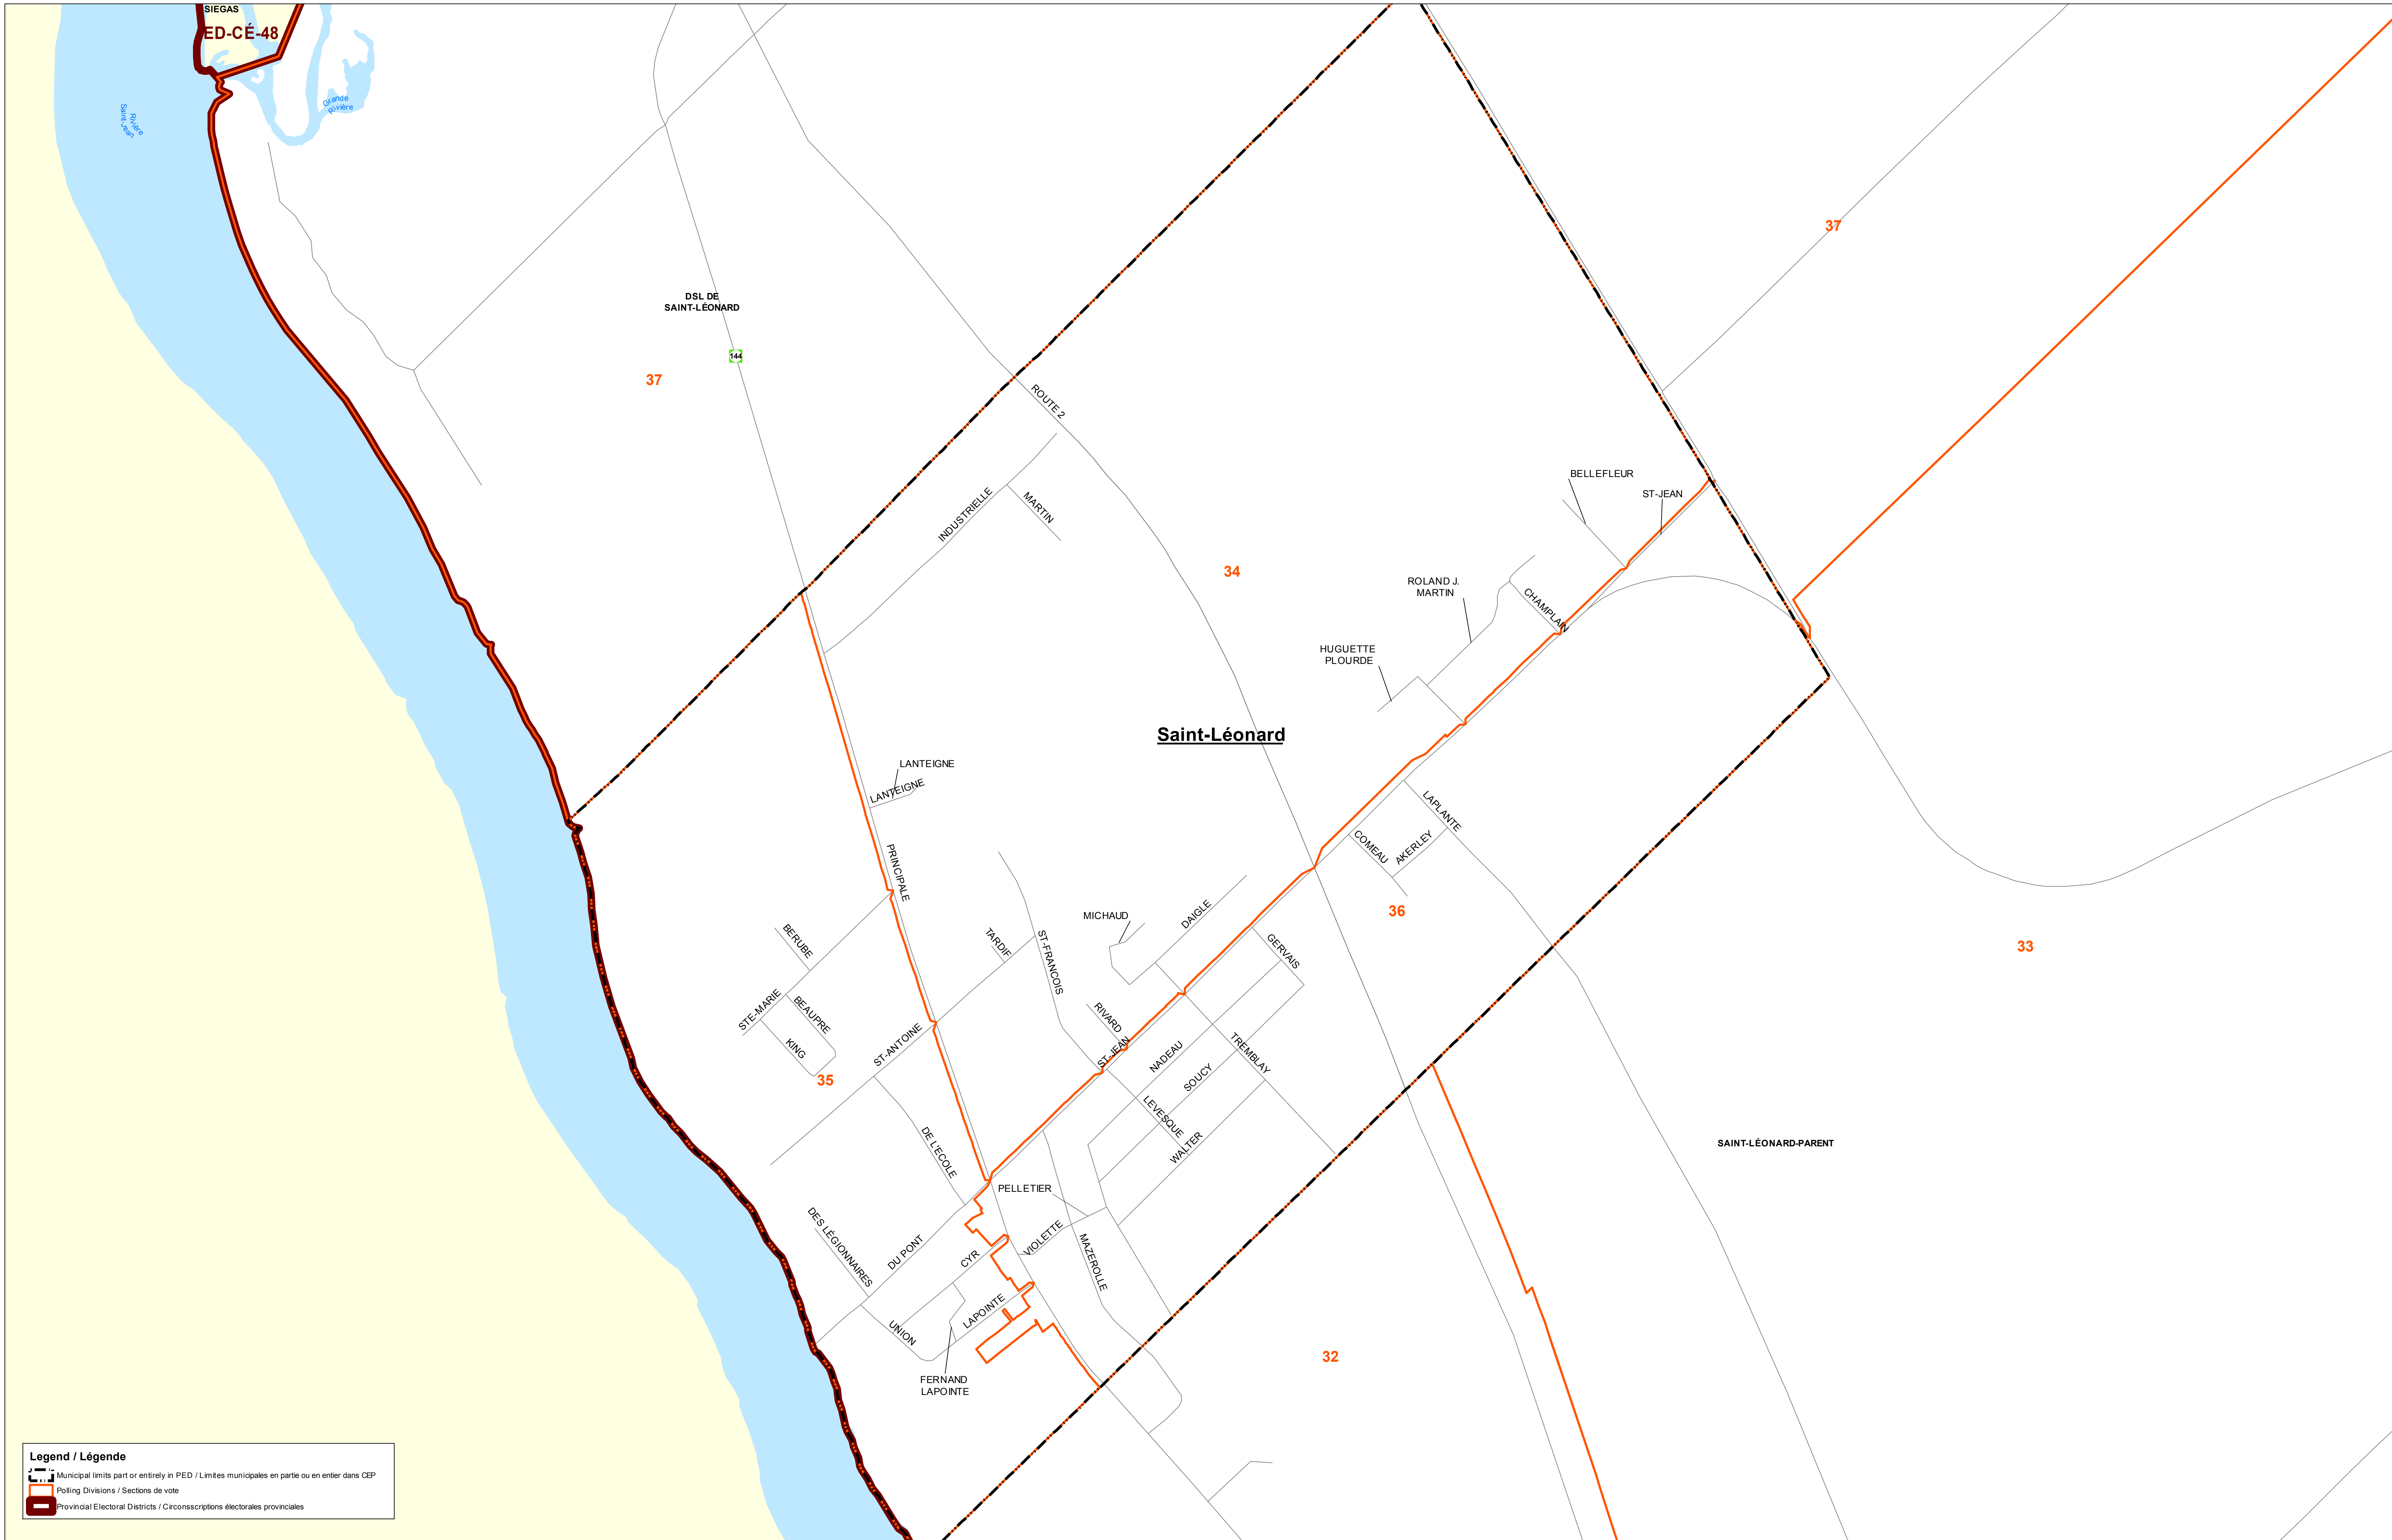 SIEGAS
ED-CÉ-48
Rivière
Saint-Jean
Grande
Rivière
37
DSL DE
SAINT-LÉONARD
144
37
ROUTE 2
INDUSTRIELLE
MARTIN
BELLEFLEUR
ST-JEAN
34
ROLAND J.
MARTIN
CHAMPLAIN
HUGUETTE
PLOURDE
Saint-Léonard
LANTEIGNE
LANTEIGNE
LAPLANTE
COMEAU
AKERLEY
PRINCIPALE
36
MICHAUD
DAIGLE
33
BERUBE
TARDIF
ST-FRANCOIS
GERVAIS
STE-MARIE
BEAUPRE
RIVARD
KING
ST-ANTOINE
ST-JEAN
NADEAU
TREMBLAY
35
SOUCY
LEVESQUE
WALTER
SAINT-LÉONARD-PARENT
DE L'ECOLE
PELLETIER
DES LÉGIONNAIRES
DU PONT
CYR
VIOLETTE
MAZEROLLE
UNION
LAPOINTE
32
FERNAND
LAPOINTE
Legend / Légende
Municipal limits part or entirely in PED / Limites municipales en partie ou en entier dans CEP
Polling Divisions / Sections de vote
Provincial Electoral Districts / Circonsscriptions électorales provinciales